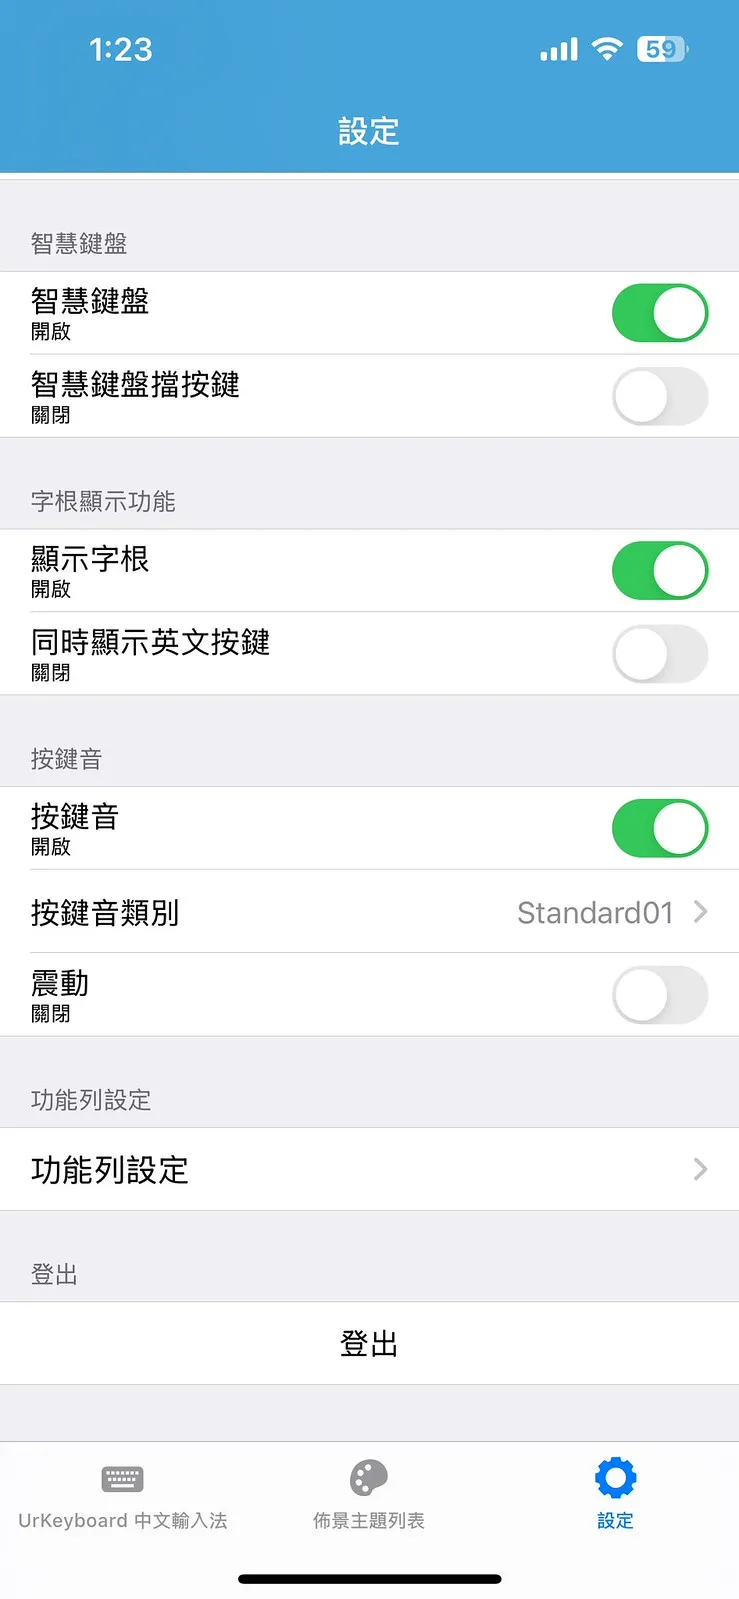 1:23
59
設定
智慧鍵盤
智慧鍵盤
開啟
智慧鍵盤擋按鍵
關閉
字根顯示功能
顯示字根
開啟
同時顯示英文按鍵
關閉
按鍵音
按鍵音
開啟
按鍵音類別 Standard01
震動
關閉
功能列設定
功能列設定
登出
登出
UrKeyboard 中文輸入法
佈景主題列表
設定